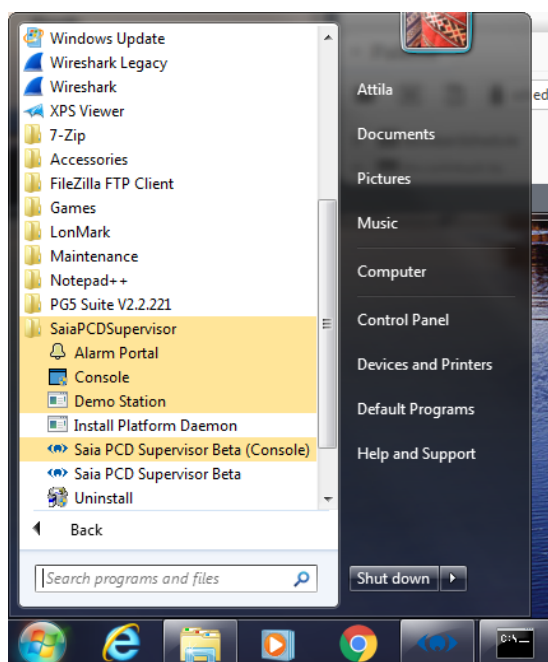 Windows Update
Wireshark Legacy
Wireshark
XPS Viewer
7-Zip
Accessories
FileZilla FTP Client
Games
LonMark
Maintenance
Notepad++
PG5 Suite V2.2.221
SaiaPCDSupervisor
Alarm Portal
Console
Demo Station
Install Platform Daemon
Saia PCD Supervisor Beta (Console)
Saia PCD Supervisor Beta
Uninstall
Back
Search programs and files
Attila
Documents
Pictures
Music
Computer
Control Panel
Devices and Printers
Default Programs
Help and Support
Shut down
ed
C:\_